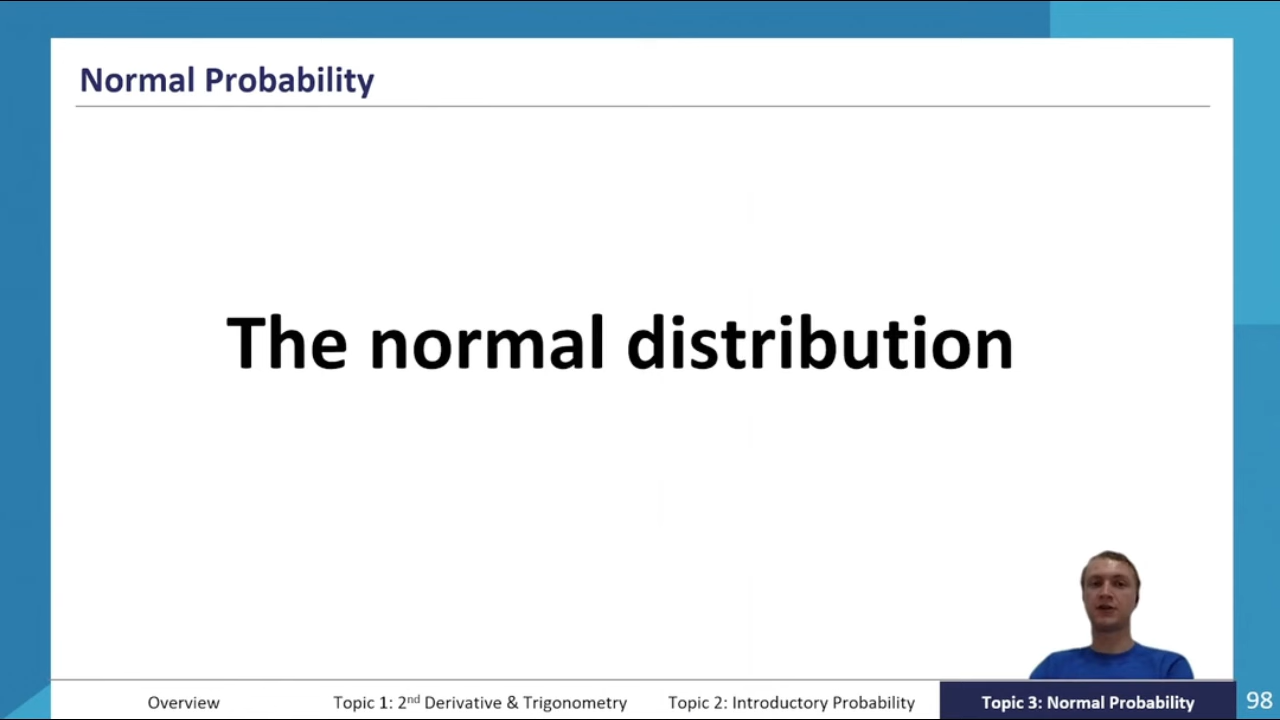 Normal Probability
The normal distribution
Overview
Topic 1: 2nd Derivative & Trigonometry
Topic 2: Introductory Probability
Topic 3: Normal Probability
98